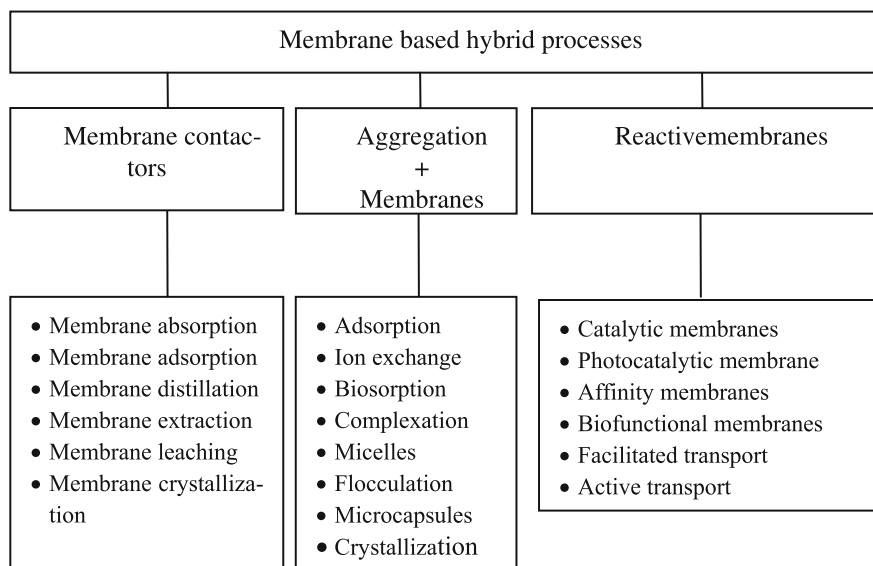 Membrane based hybrid processes
Membrane contac-
tors
Aggregation
+
Membranes
Reactivemembranes
• Membrane absorption
• Membrane adsorption
• Membrane distillation
• Membrane extraction
• Membrane leaching
• Membrane crystalliza-
tion
• Adsorption
• Ion exchange
• Biosorption
• Complexation
• Micelles
• Flocculation
• Microcapsules
• Crystallization
• Catalytic membranes
• Photocatalytic membrane
• Affinity membranes
• Biofunctional membranes
• Facilitated transport
• Active transport